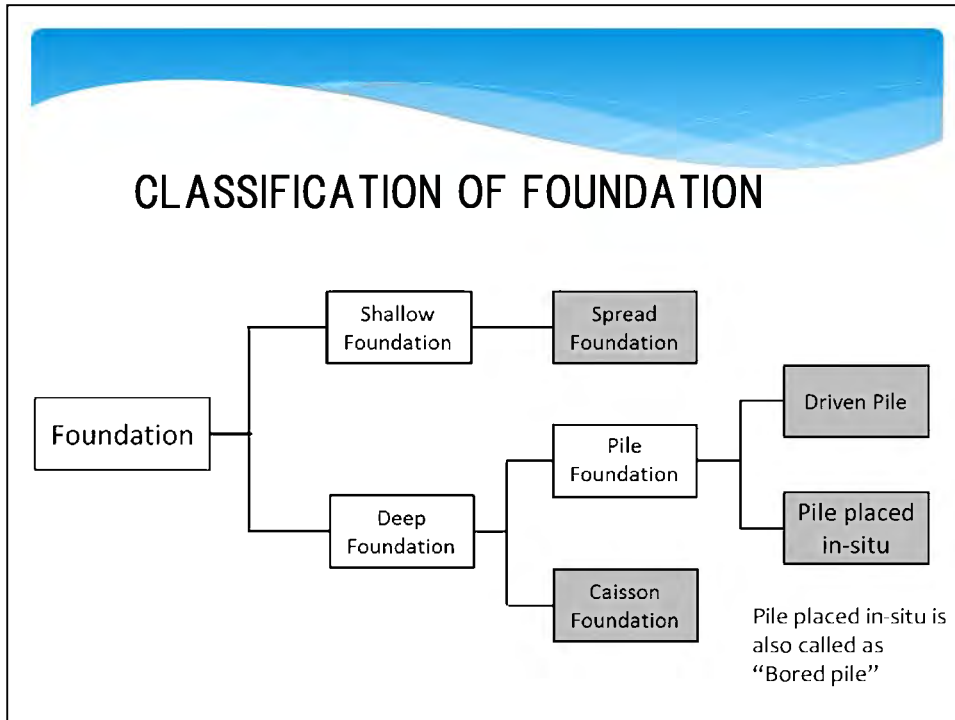 CLASSIFICATION OF FOUNDATION
Shallow
Foundation
Spread
Foundation
Foundation
Driven Pile
Pile
Foundation
Deep
Foundation
Pile placed
in-situ
Caisson
Foundation
Pile placed in-situ is
also called as
“Bored pile”